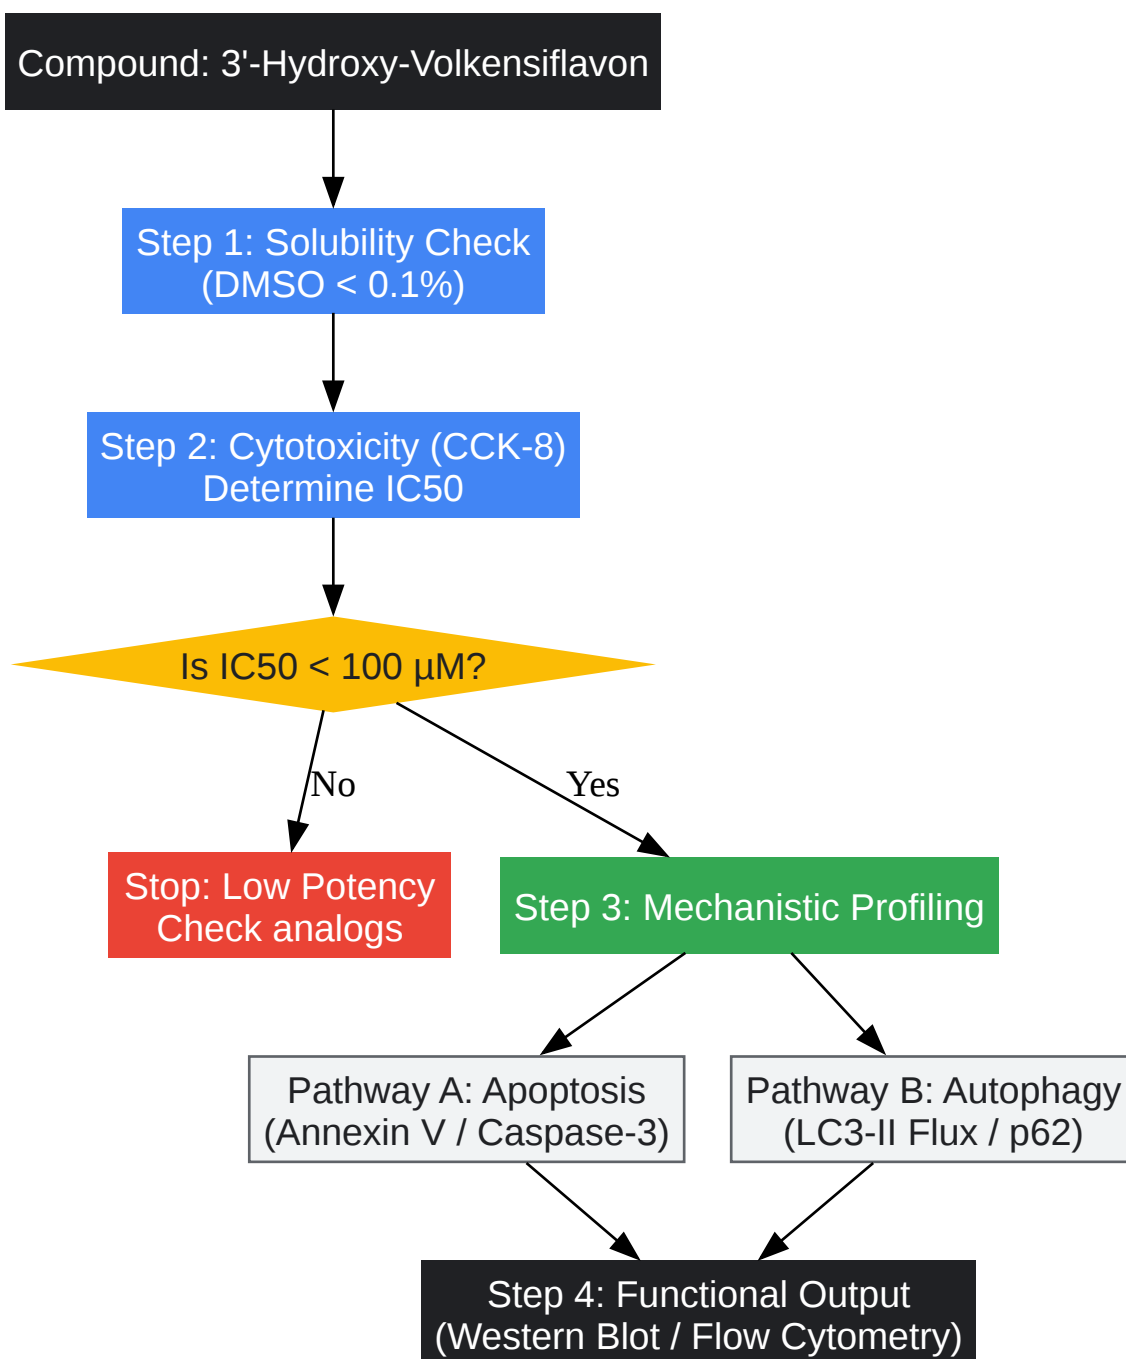 Compound: 3'-Hydroxy-Volkensiflavon
Step 1: Solubility Check
(DMSO < 0.1%)
Step 2: Cytotoxicity (CCK-8)
Determine IC50
Is IC50 < 100 µM?
No
Yes
Stop: Low Potency
Check analogs
Step 3: Mechanistic Profiling
Pathway A: Apoptosis
(Annexin V / Caspase-3)
Pathway B: Autophagy
(LC3-II Flux / p62)
Step 4: Functional Output
(Western Blot / Flow Cytometry)